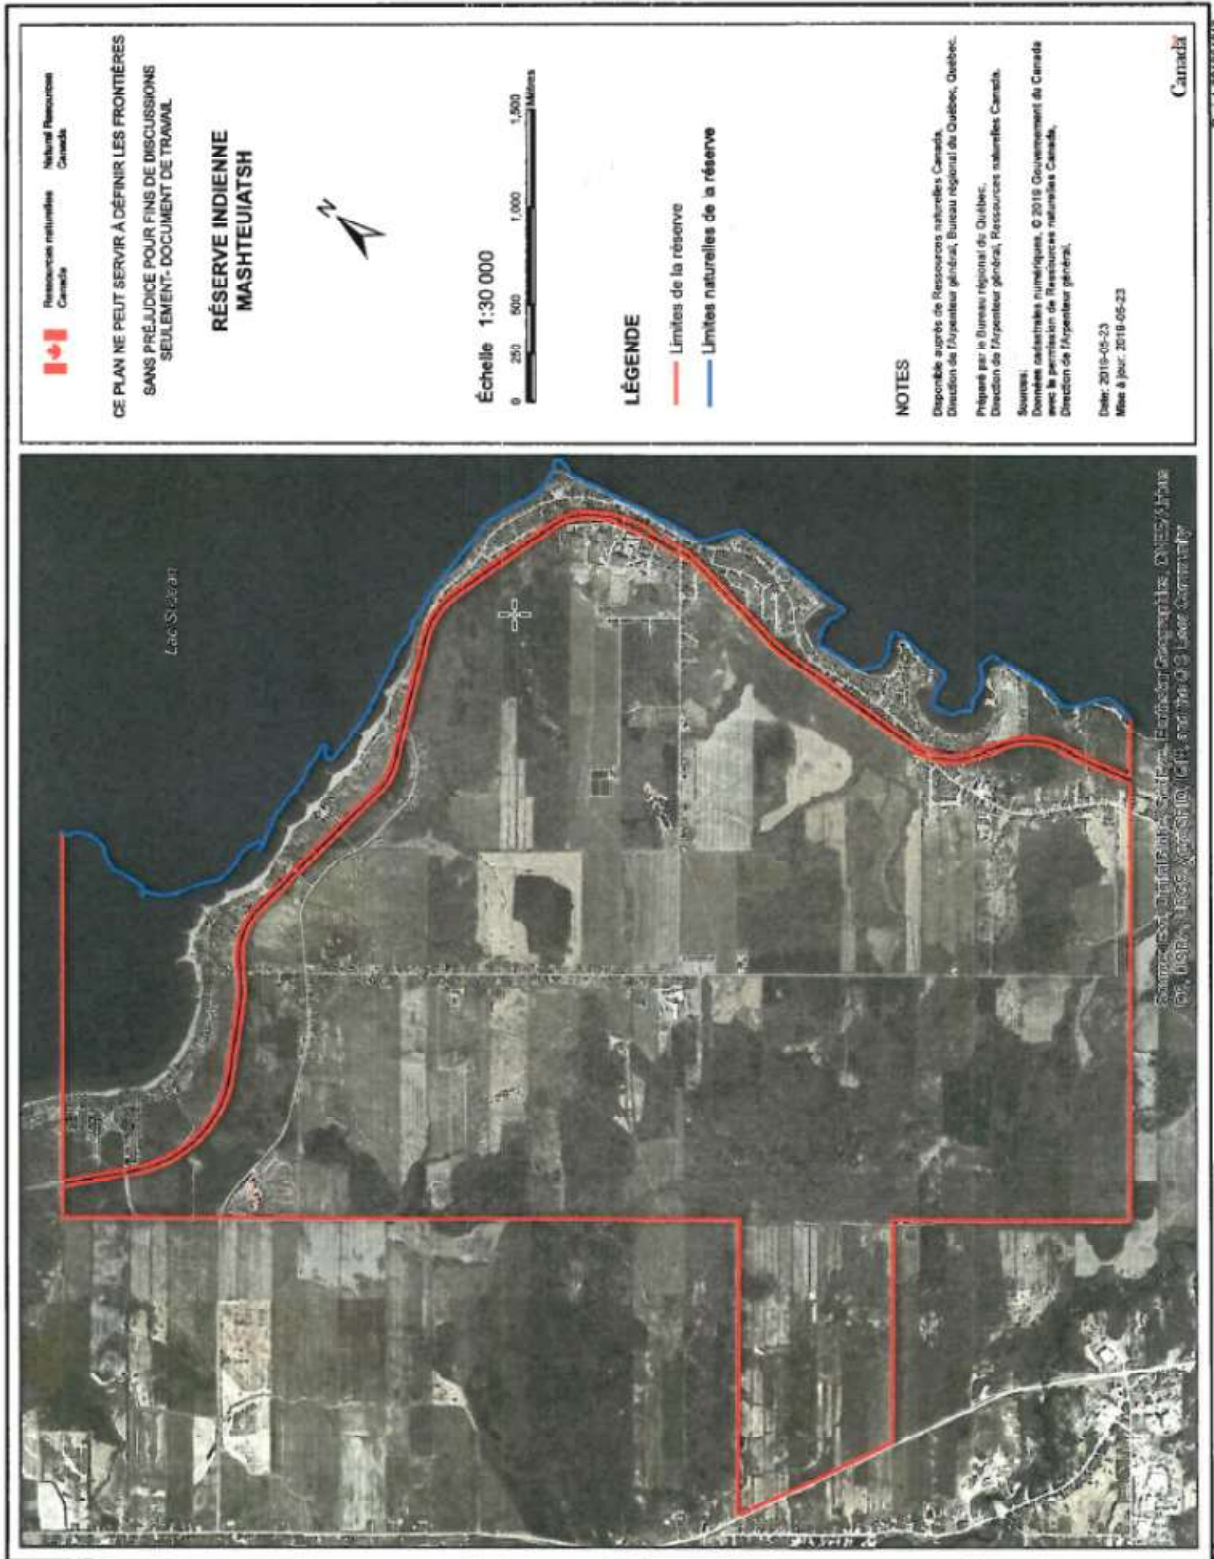 Ressources naturelles
Canada
Natural Resources
Canada
CE PLAN NE PEUT SERVIR À DÉFINIR LES FRONTIÈRES
SANS PRÉJUDICE POUR FINS DE DISCUSSIONS
SEULEMENT- DOCUMENT DE TRAVAIL
RÉSERVE INDIENNE
MASHTEUIATSH
N
Échelle 1:30 000
0 250 500 1,000 1,500
Mètres
LÉGENDE
Limites de la réserve
Limites naturelles de la réserve
NOTES
Disponible auprès de Ressources naturelles Canada,
Direction de l'Arpenteur général, Bureau régional du Québec, Québec.
Préparé par le Bureau régional du Québec,
Direction de l'Arpenteur général, Ressources naturelles Canada.
Sources:
Données cadastrales numériques, © 2019 Gouvernement du Canada
avec la permission de Ressources naturelles Canada,
Direction de l'Arpenteur général.
Date: 2019-05-23
Mise à jour: 2019-05-23
Canada
Lac St-Jean